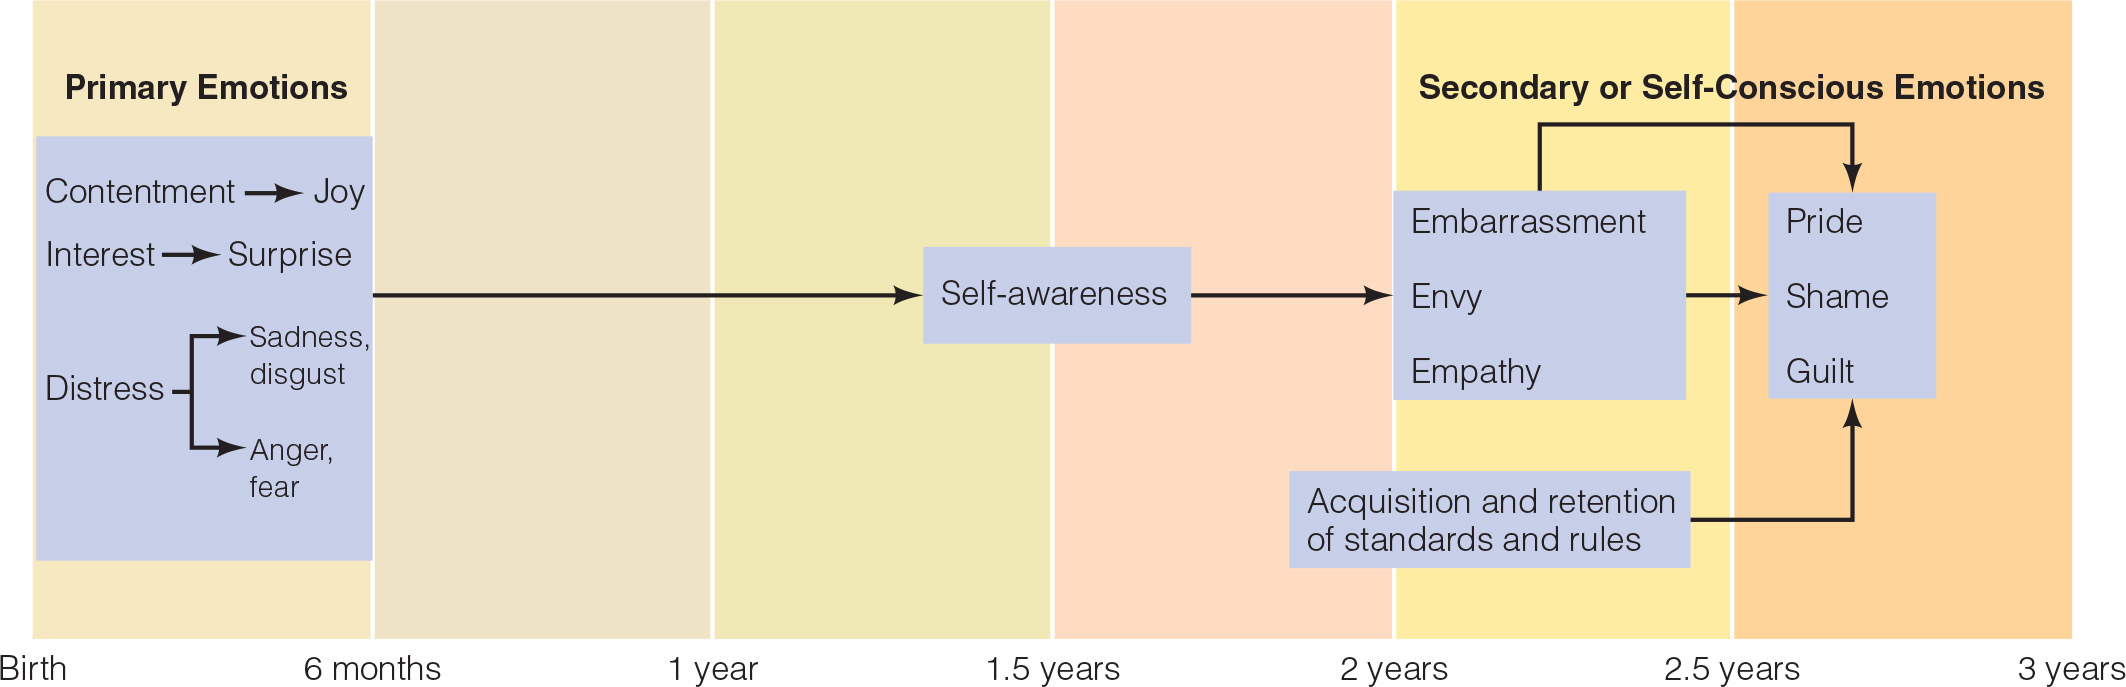 Primary Emotions
Secondary or Self-Conscious Emotions
Contentment
Joy
Interest
Surprise
Distress
Sadness,
disgust
Anger,
fear
Self-awareness
Embarrassment
Envy
Empathy
Pride
Shame
Guilt
Acquisition and retention
of standards and rules
Birth
6 months
1 year
1.5 years
2 years
2.5 years
3 years